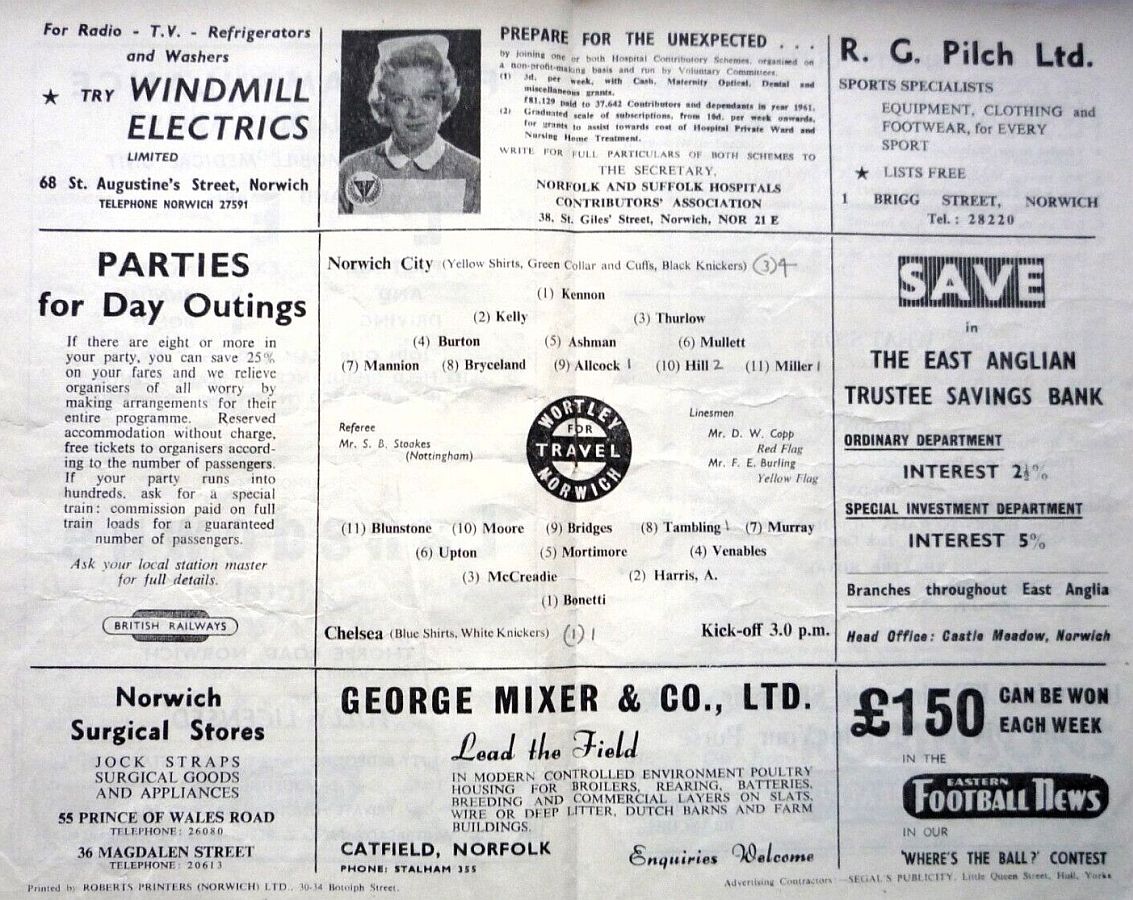 For Radio - T.V. - Refrigerators
and Washers
★ TRY WINDMILL
ELECTRICS
LIMITED
68 St. Augustine's Street, Norwich
TELEPHONE NORWICH 27591
PREPARE FOR THE UNEXPECTED . . .
by joining one or both Hospital Contributory Schemes, organised on
a non-profit-making basis and run by Voluntary Committees.
(1) 3d. per week, with Cash, Maternity Optical, Dental and
miscellaneous grants.
£81,129 paid to 37,642 Contributors and dependants in year 1961.
(2) Graduated scale of subscriptions, from 10d. per week onwards,
for grants to assist towards cost of Hospital Private Ward and
Nursing Home Treatment.
WRITE FOR FULL PARTICULARS OF BOTH SCHEMES TO
THE SECRETARY,
NORFOLK AND SUFFOLK HOSPITALS
CONTRIBUTORS' ASSOCIATION
38, St. Giles' Street, Norwich, NOR 21 E
R. G. Pilch Ltd.
SPORTS SPECIALISTS
EQUIPMENT, CLOTHING and
FOOTWEAR, for EVERY
SPORT
★ LISTS FREE
1 BRIGG STREET, NORWICH
Tel. : 28220
PARTIES
for Day Outings
If there are eight or more in
your party, you can save 25%
on your fares and we relieve
organisers of all worry by
making arrangements for their
entire programme. Reserved
accommodation without charge,
free tickets to organisers accord-
ing to the number of passengers.
If your party runs into
hundreds, ask for a special
train: commission paid on full
train loads for a guaranteed
number of passengers.
Ask your local station master
for full details.
BRITISH RAILWAYS
Norwich City (Yellow Shirts, Green Collar and Cuffs, Black Knickers) (3) 4
(1) Kennon
(2) Kelly (3) Thurlow
(4) Burton (5) Ashman (6) Mullett
(7) Mannion (8) Bryceland (9) Allcock 1 (10) Hill 2 (11) Miller 1
Referee
Mr. S. B. Stoakes
(Nottingham)
WORTLEY
FOR
TRAVEL
NORWICH
Linesmen
Mr. D. W. Copp
Red Flag
Mr. F. E. Burling
Yellow Flag
(11) Blunstone (10) Moore (9) Bridges (8) Tambling 1 (7) Murray
(6) Upton (5) Mortimore (4) Venables
(3) McCreadie (2) Harris, A.
(1) Bonetti
Chelsea (Blue Shirts, White Knickers) (1) 1 Kick-off 3.0 p.m.
SAVE
in
THE EAST ANGLIAN
TRUSTEE SAVINGS BANK
ORDINARY DEPARTMENT
INTEREST 2½%
SPECIAL INVESTMENT DEPARTMENT
INTEREST 5%
Branches throughout East Anglia
Head Office: Castle Meadow, Norwich
Norwich
Surgical Stores
JOCK STRAPS
SURGICAL GOODS
AND APPLIANCES
55 PRINCE OF WALES ROAD
TELEPHONE: 26080
36 MAGDALEN STREET
TELEPHONE: 20613
GEORGE MIXER & CO., LTD.
Lead the Field
IN MODERN CONTROLLED ENVIRONMENT POULTRY
HOUSING FOR BROILERS, REARING, BATTERIES,
BREEDING AND COMMERCIAL LAYERS ON SLATS,
WIRE OR DEEP LITTER, DUTCH BARNS AND FARM
BUILDINGS.
CATFIELD, NORFOLK
PHONE: STALHAM 355
Enquiries Welcome
£150 CAN BE WON
EACH WEEK
IN THE
EASTERN
FOOTBALL NEWS
IN OUR
'WHERE'S THE BALL?' CONTEST
Printed by ROBERTS PRINTERS (NORWICH) LTD., 30-34 Botolph Street.
Advertising Contractors:—SEGAL'S PUBLICITY, Little Queen Street, Hull, Yorks